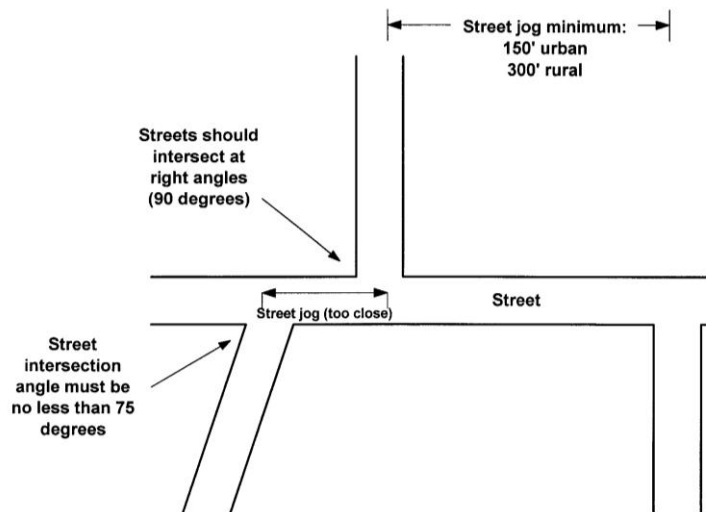 Street jog minimum:
150' urban
300' rural
Streets should
intersect at
right angles
(90 degrees)
Street
Street jog (too close)
Street
intersection
angle must be
no less than 75
degrees